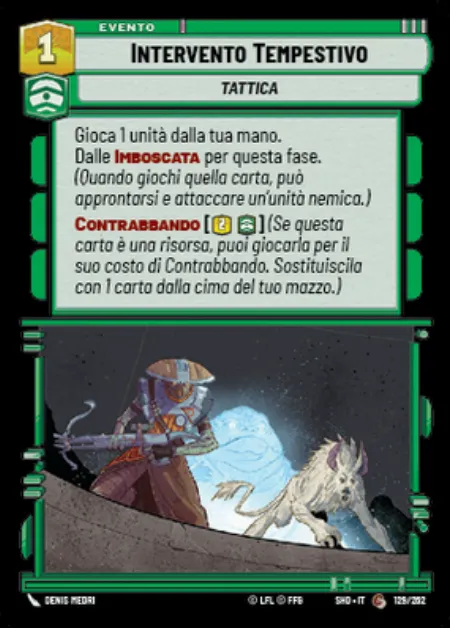 EVENTO
1
INTERVENTO TEMPESTIVO
TATTICA
Gioca 1 unità dalla tua mano.
Dalle IMBOSCATA per questa fase.
(Quando giochi quella carta, può
approntarsi e attaccare un'unità nemica.)
CONTRABBANDO [2] (Se questa
carta è una risorsa, puoi giocarla per il
suo costo di Contrabbando. Sostituiscila
con 1 carta dalla cima del tuo mazzo.)
DENIS MEDRI
© LFL © FFG
SHD • IT
129/262